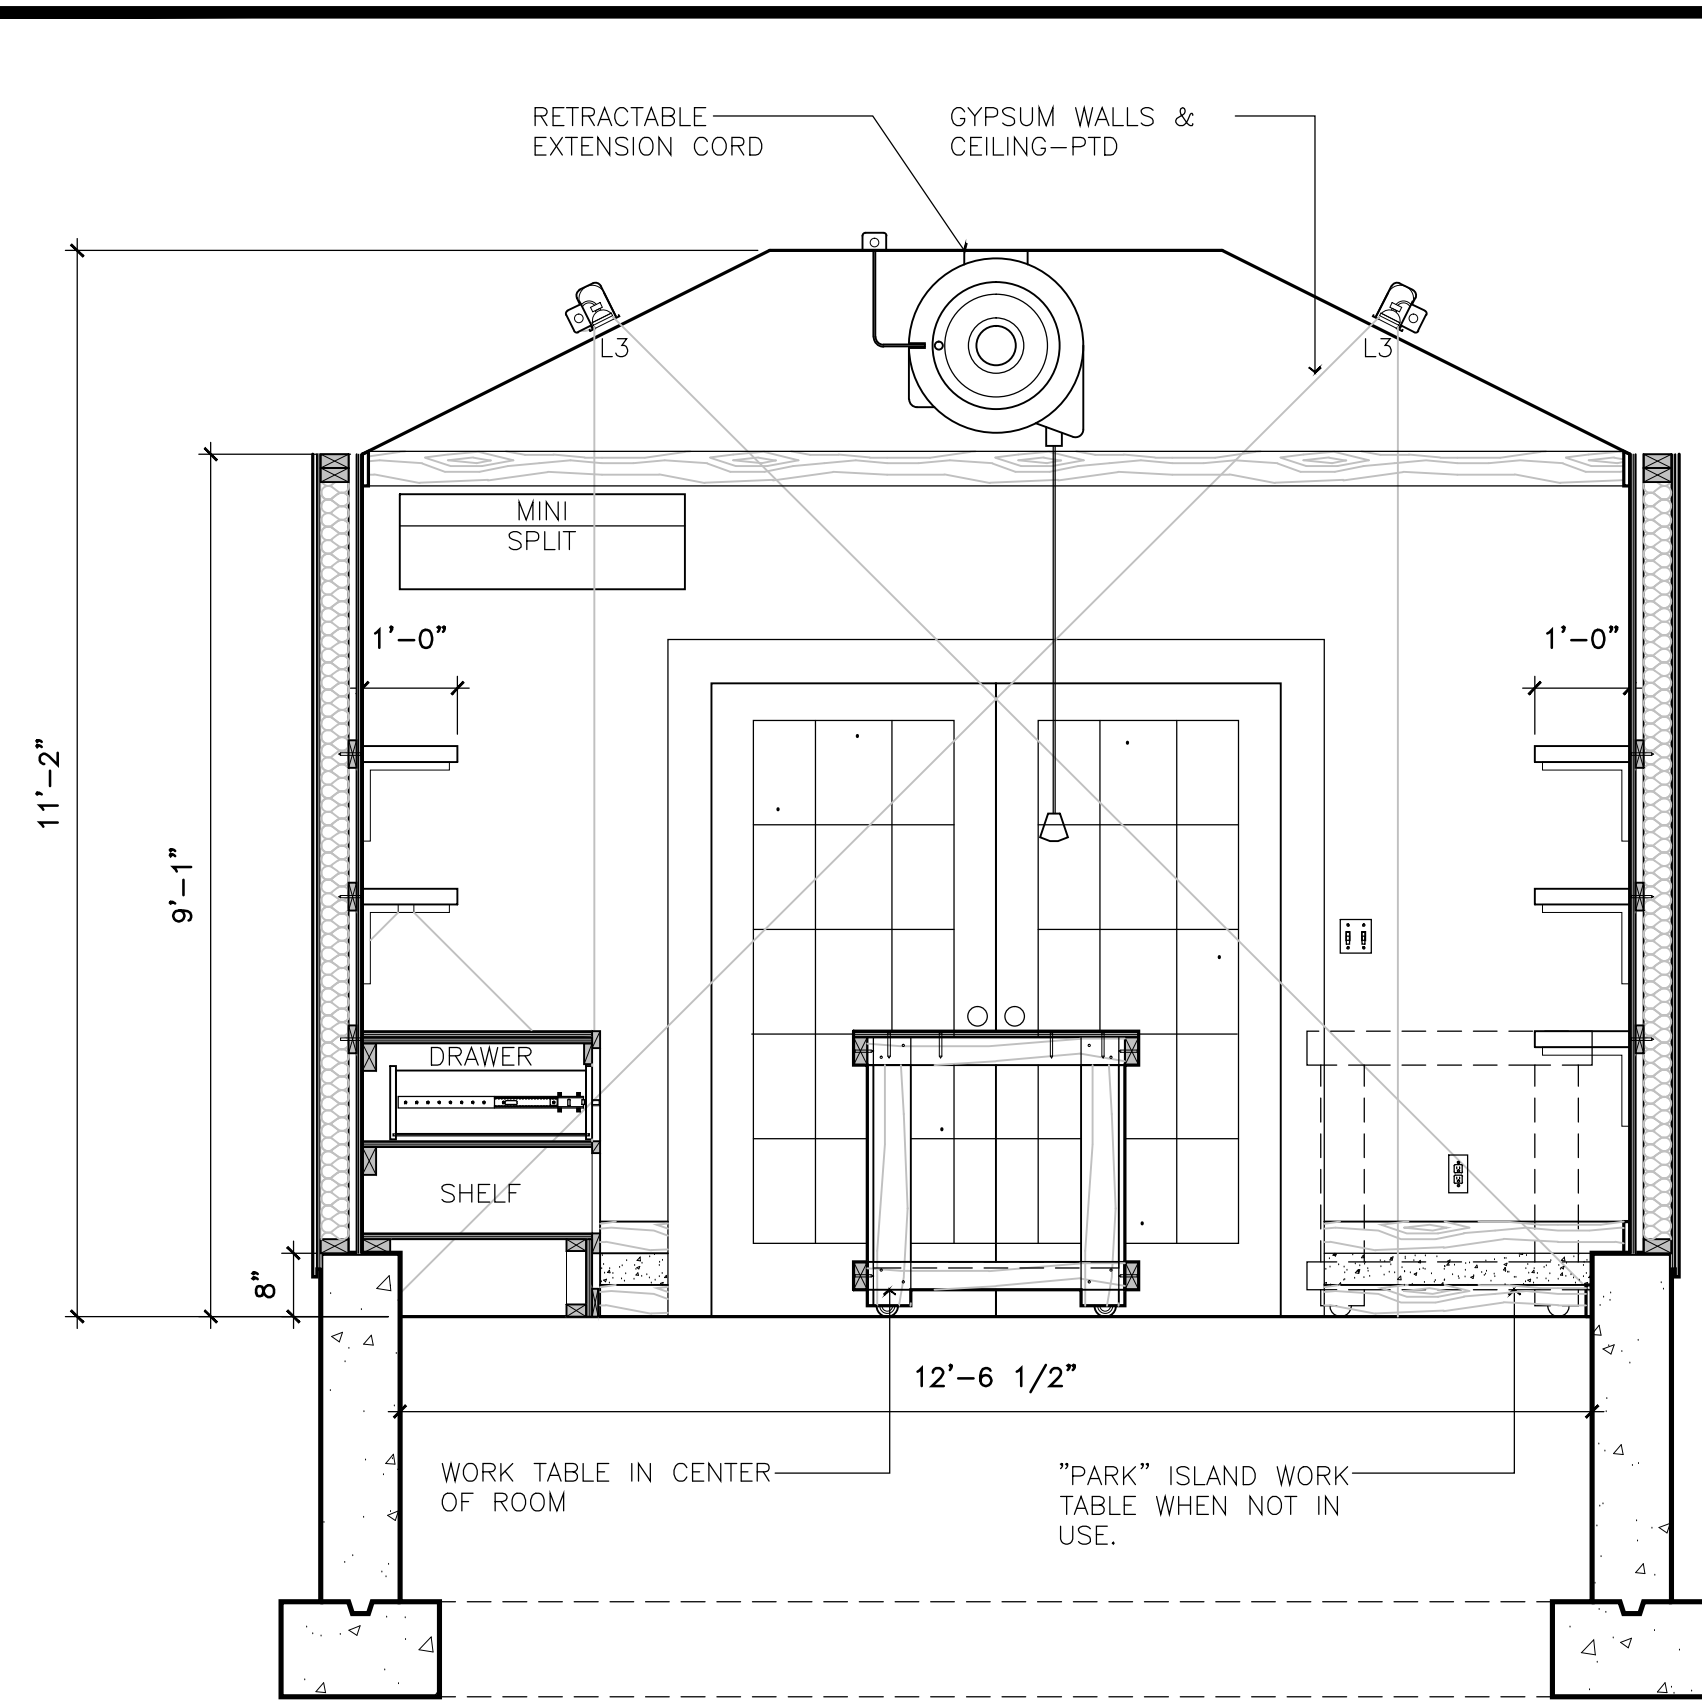 RETRACTABLE
EXTENSION CORD
GYPSUM WALLS &
CEILING-PTD
L3
L3
MINI
SPLIT
1'-0"
1'-0"
11'-2"
9'-1"
DRAWER
SHELF
8"
12'-6 1/2"
WORK TABLE IN CENTER
OF ROOM
"PARK" ISLAND WORK
TABLE WHEN NOT IN
USE.